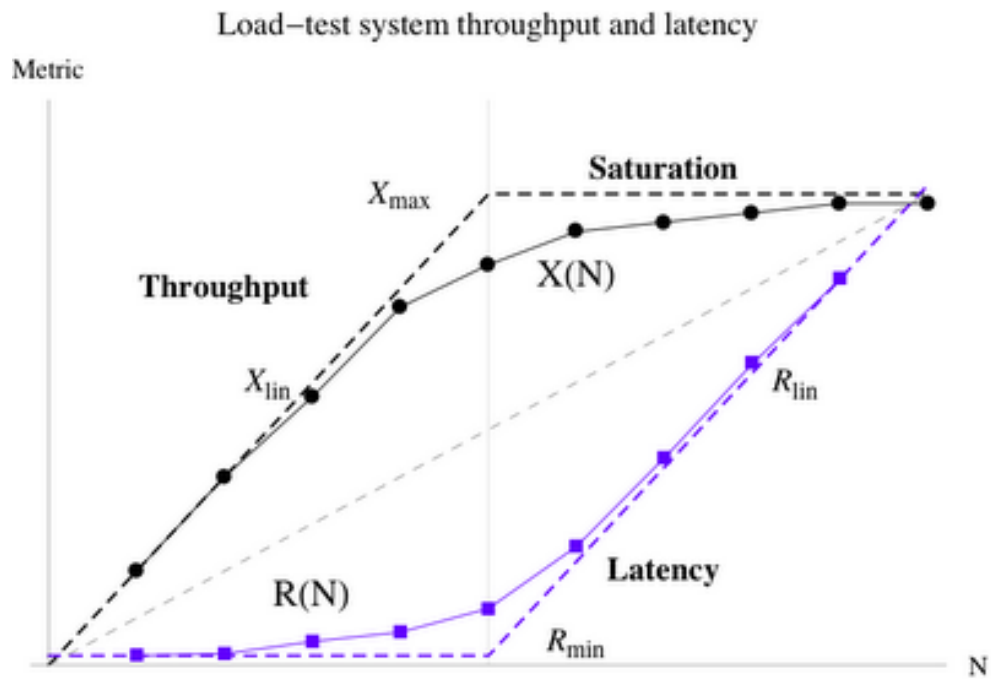 Load–test system throughput and latency
Metric
Saturation
Xmax
Throughput
X(N)
Xlin
Rlin
Latency
R(N)
Rmin
N